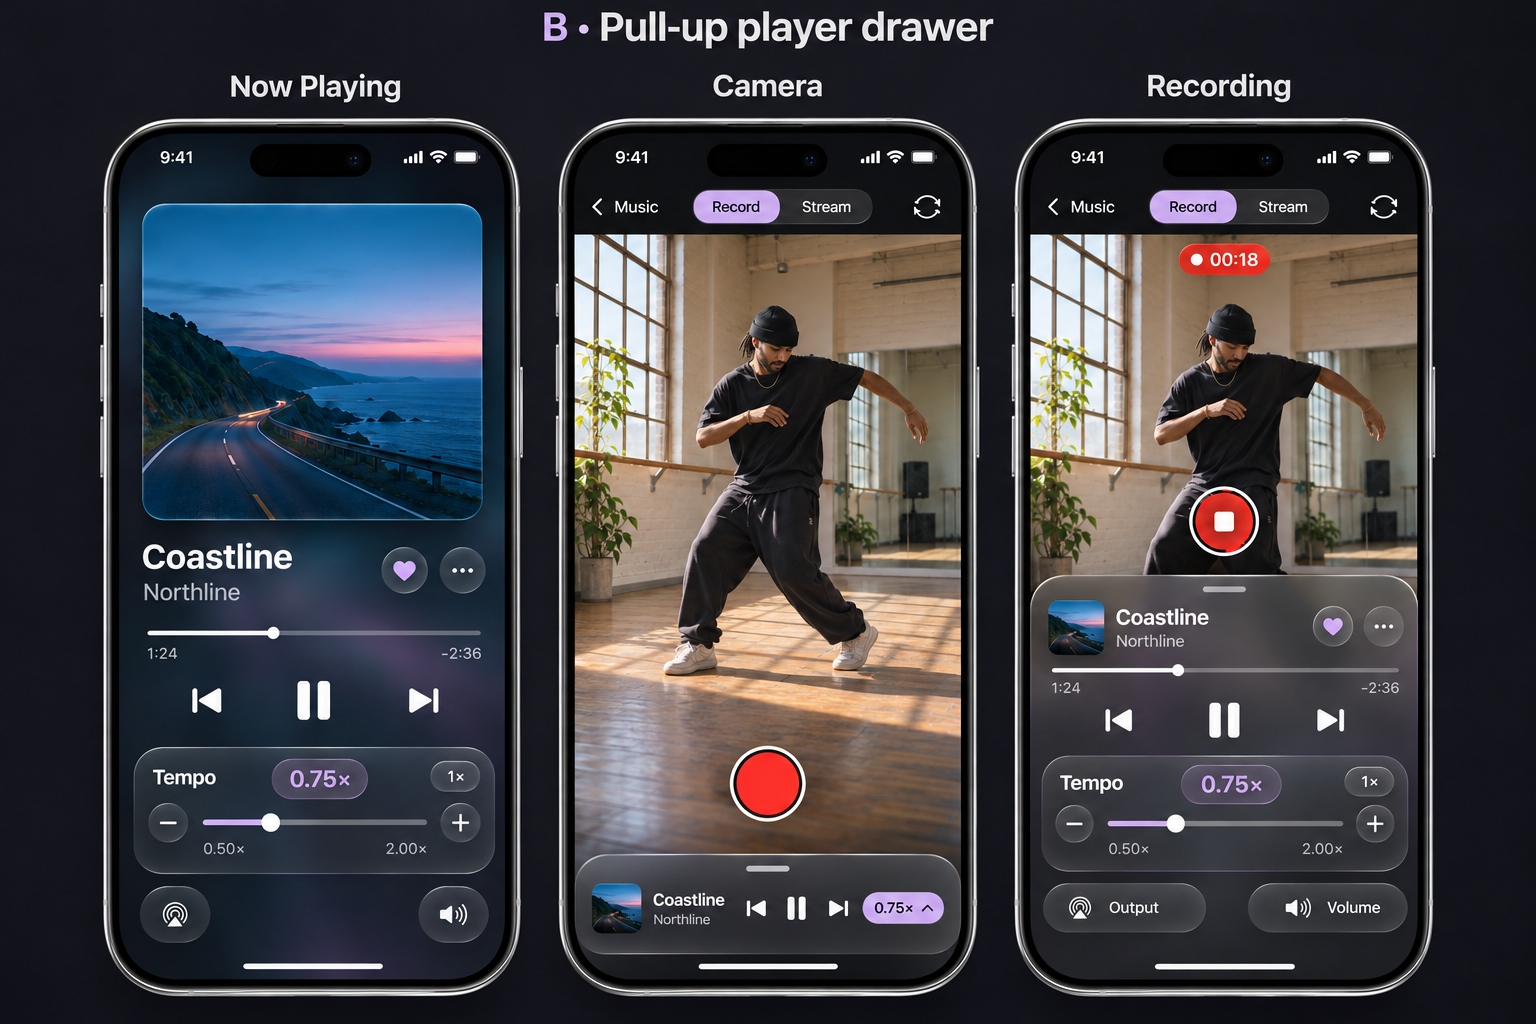 B • Pull-up player drawer
Now Playing
9:41
Coastline
Northline
1:24
-2:36
Tempo
0.75×
1×
0.50×
2.00×
Camera
9:41
Music
Record
Stream
Coastline
Northline
0.75×
Recording
9:41
Music
Record
Stream
00:18
Coastline
Northline
1:24
-2:36
Tempo
0.75×
1×
0.50×
2.00×
Output
Volume